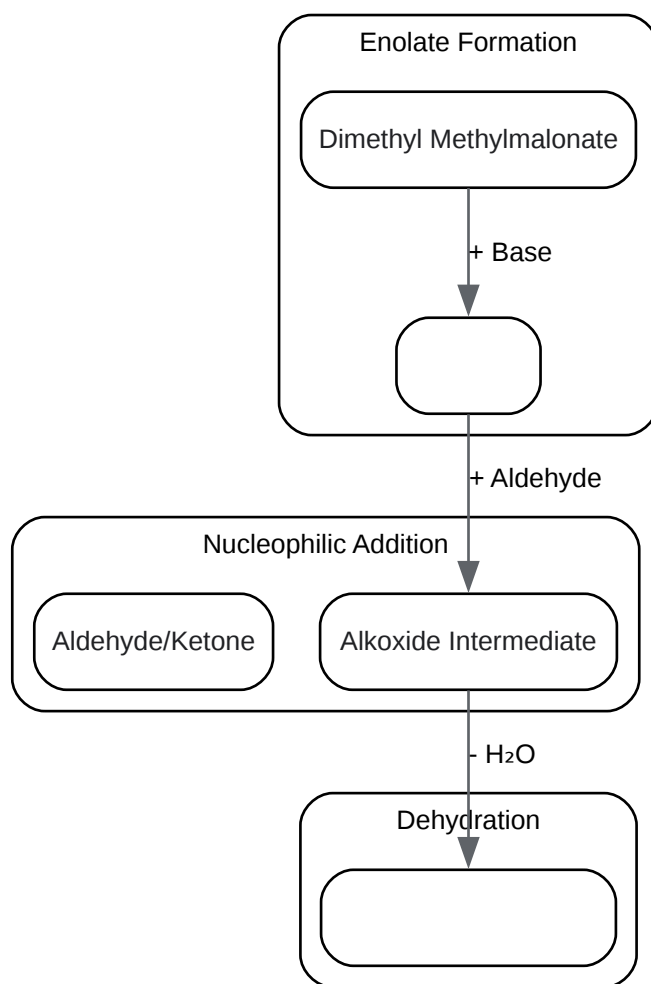 Enolate Formation
Dimethyl Methylmalonate
+ Base
+ Aldehyde
Nucleophilic Addition
Aldehyde/Ketone
Alkoxide Intermediate
- H₂O
Dehydration